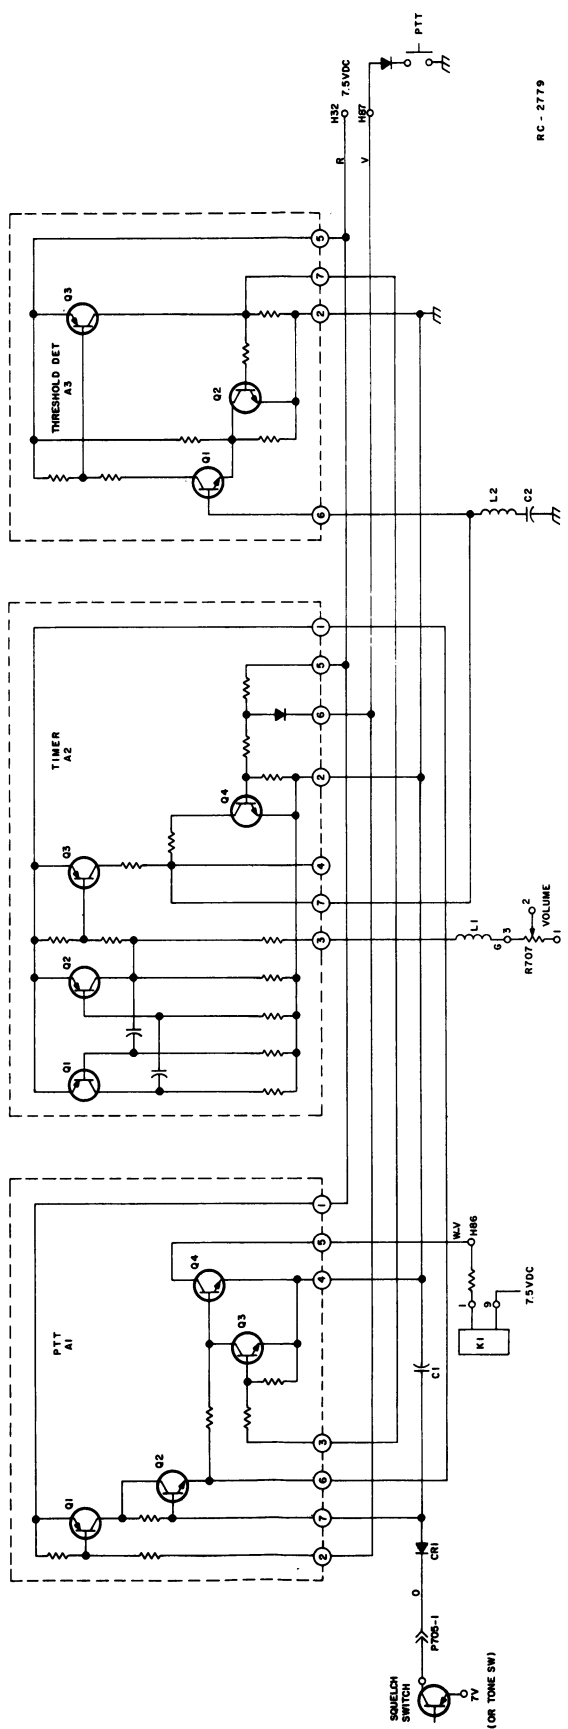 PTT
7.5VDC
H32
H87
R
V
RC-2779
THRESHOLD DET
A3
Q3
Q2
Q1
5
7
2
6
L2
C2
TIMER
A2
Q4
Q3
Q2
Q1
1
5
6
2
4
7
3
L1
G
3
2
R707
VOLUME
1
PTT
A1
Q4
Q3
Q2
Q1
1
5
4
3
6
7
2
W-V
H86
1
9
K1
7.5VDC
C1
CR1
O
P705-1
SQUELCH
SWITCH
7V
(OR TONE SW)